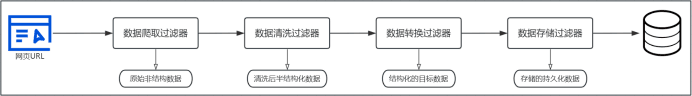 网页URL
数据爬取过滤器
数据清洗过滤器
数据转换过滤器
数据存储过滤器
原始非结构数据
清洗后半结构化数据
结构化的目标数据
存储的持久化数据